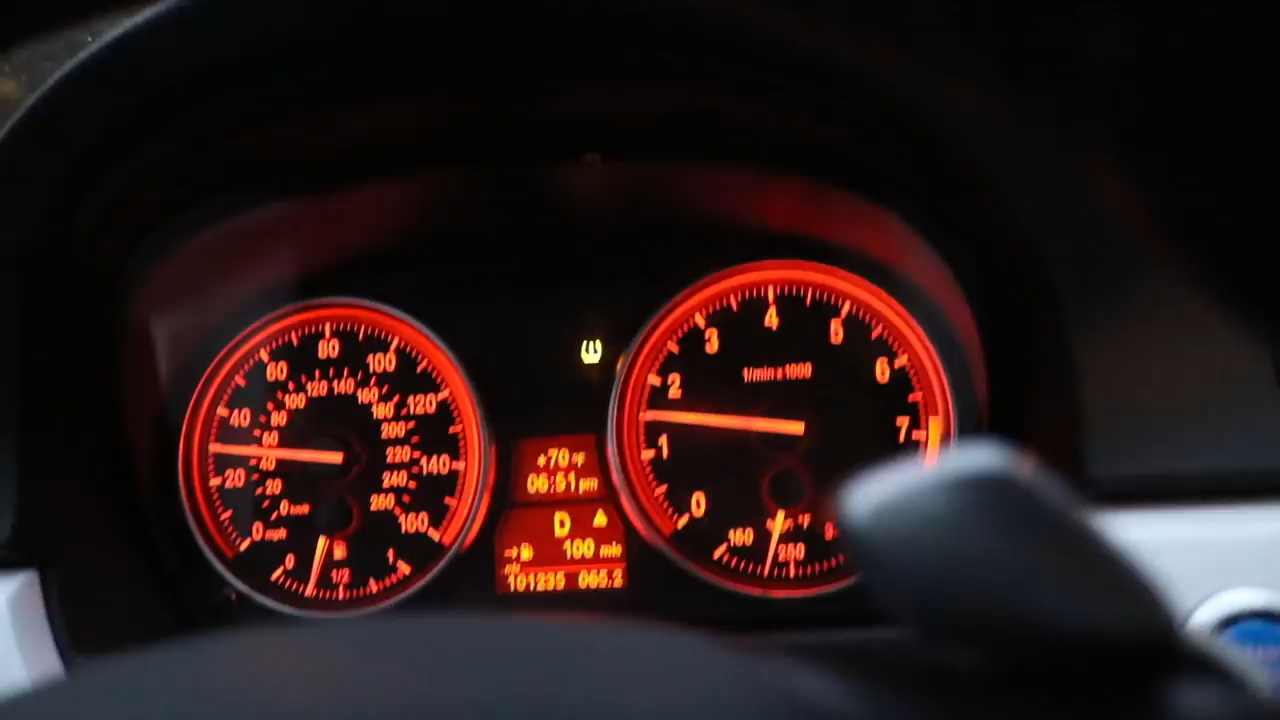 0 mph 20 40 60 80 100 120 140 160
0 km/h 20 40 60 80 100 120 140 160 180 200 220 240 260
0 1/2 1
+70 °F
06:51 pm
D
100 mls
101235 065.2
0 1 2 3 4 5 6 7
1/min x 1000
160 250
°F